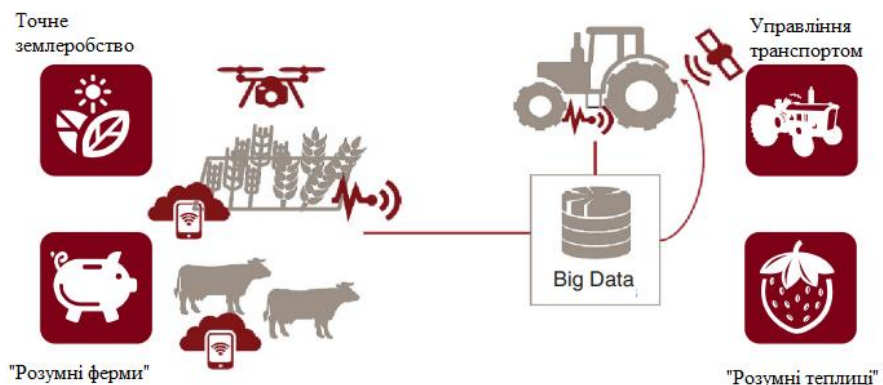 Точне
землеробство
Управління
транспортом
Big Data
"Розумні ферми"
"Розумні теплиці"